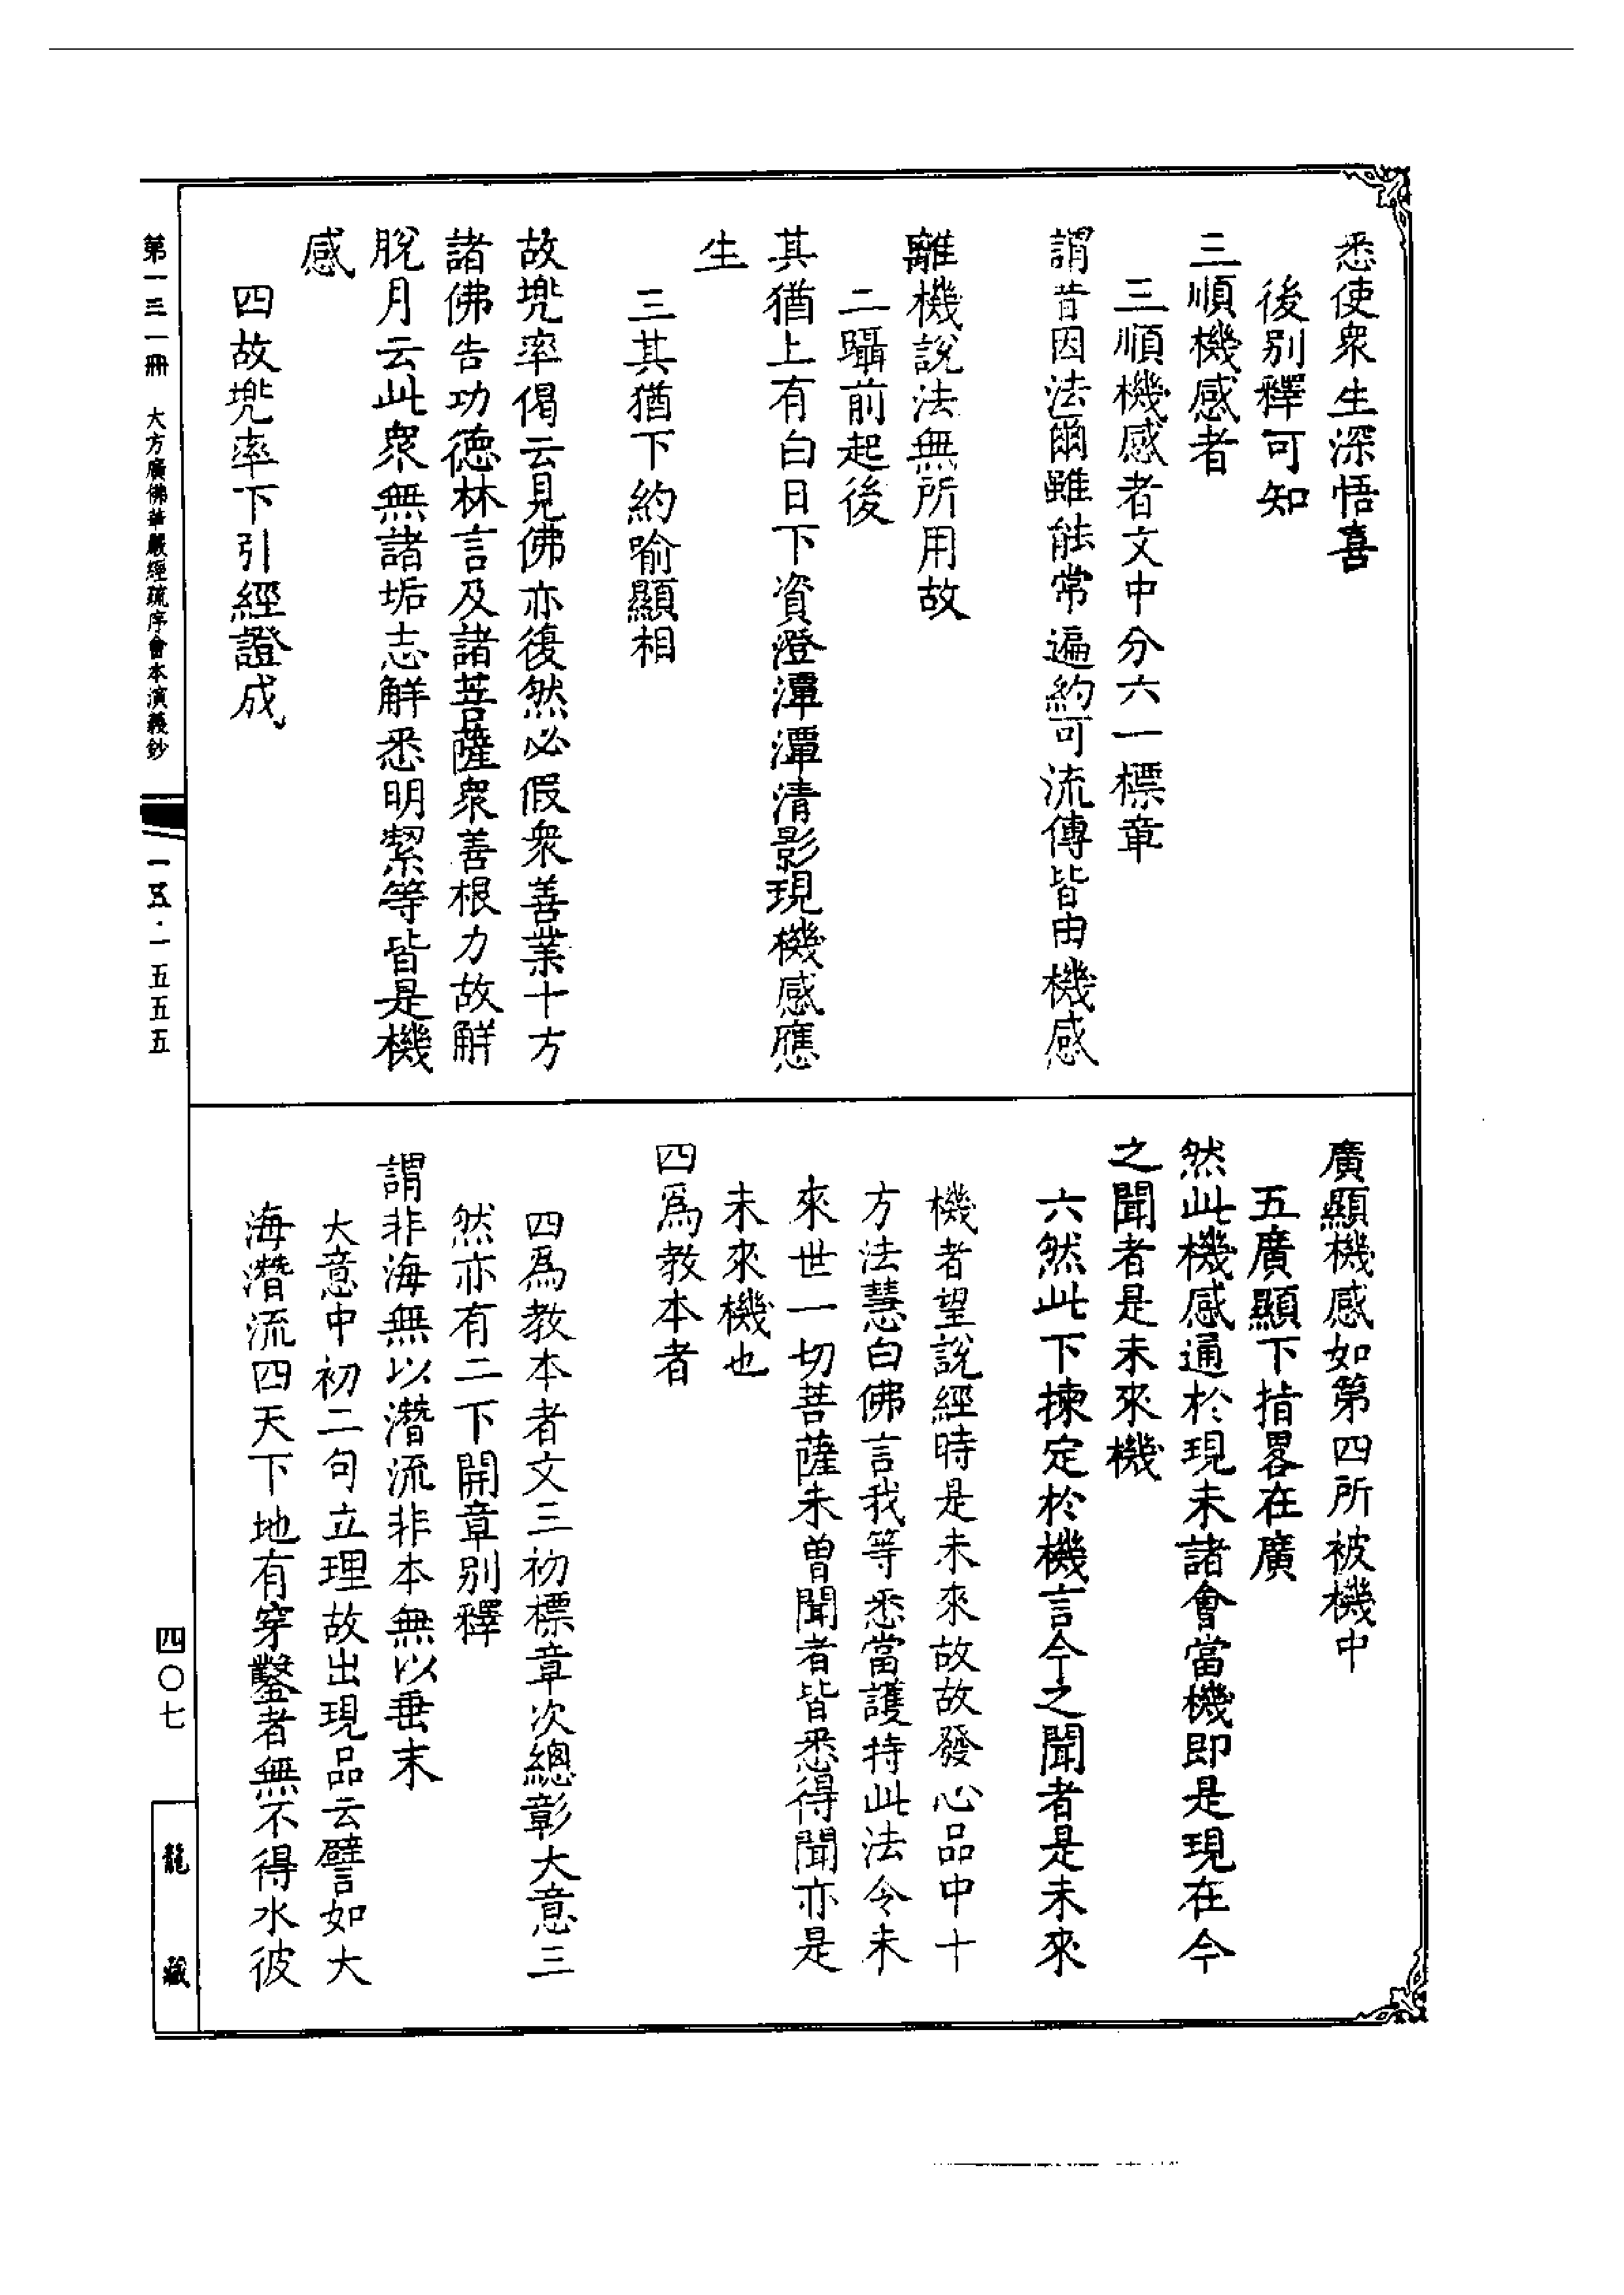 悉使衆生深悟喜
後別釋可知
三順機感者
三順機感者文中分六一標章
謂昔因法爾雖能常遍約可流傳皆由機感
離機說法無所用故
二躡前起後
其猶上有白日下資澄潭潭清影現機感應
生
三其猶下約喻顯相
故兠率偈云見佛亦復然必假衆善業十方
諸佛告功德林言及諸菩薩衆善根力故解
脫月云此衆無諸垢志解悉明潔等皆是機
感
四故兠率下引經證成
廣顯機感如第四所被機中
五廣顯下指畧在廣
然此機感通於現未諸會當機即是現在今
之聞者是未來機
六然此下揀定於機言今之聞者是未來
機者望說經時是未來故故發心品中十
方法慧白佛言我等悉當護持此法令未
來世一切菩薩未曾聞者皆悉得聞亦是
未來機也
四爲教本者
四爲教本者文三初標章次總彰大意三
然亦有二下開章別釋
謂非海無以潛流非本無以垂末
大意中初二句立理故出現品云譬如大
海潛流四天下地有穿鑿者無不得水彼
第一三一冊 大方廣佛華嚴經疏序會本演義鈔
一五·一五五五
四〇七
龍藏